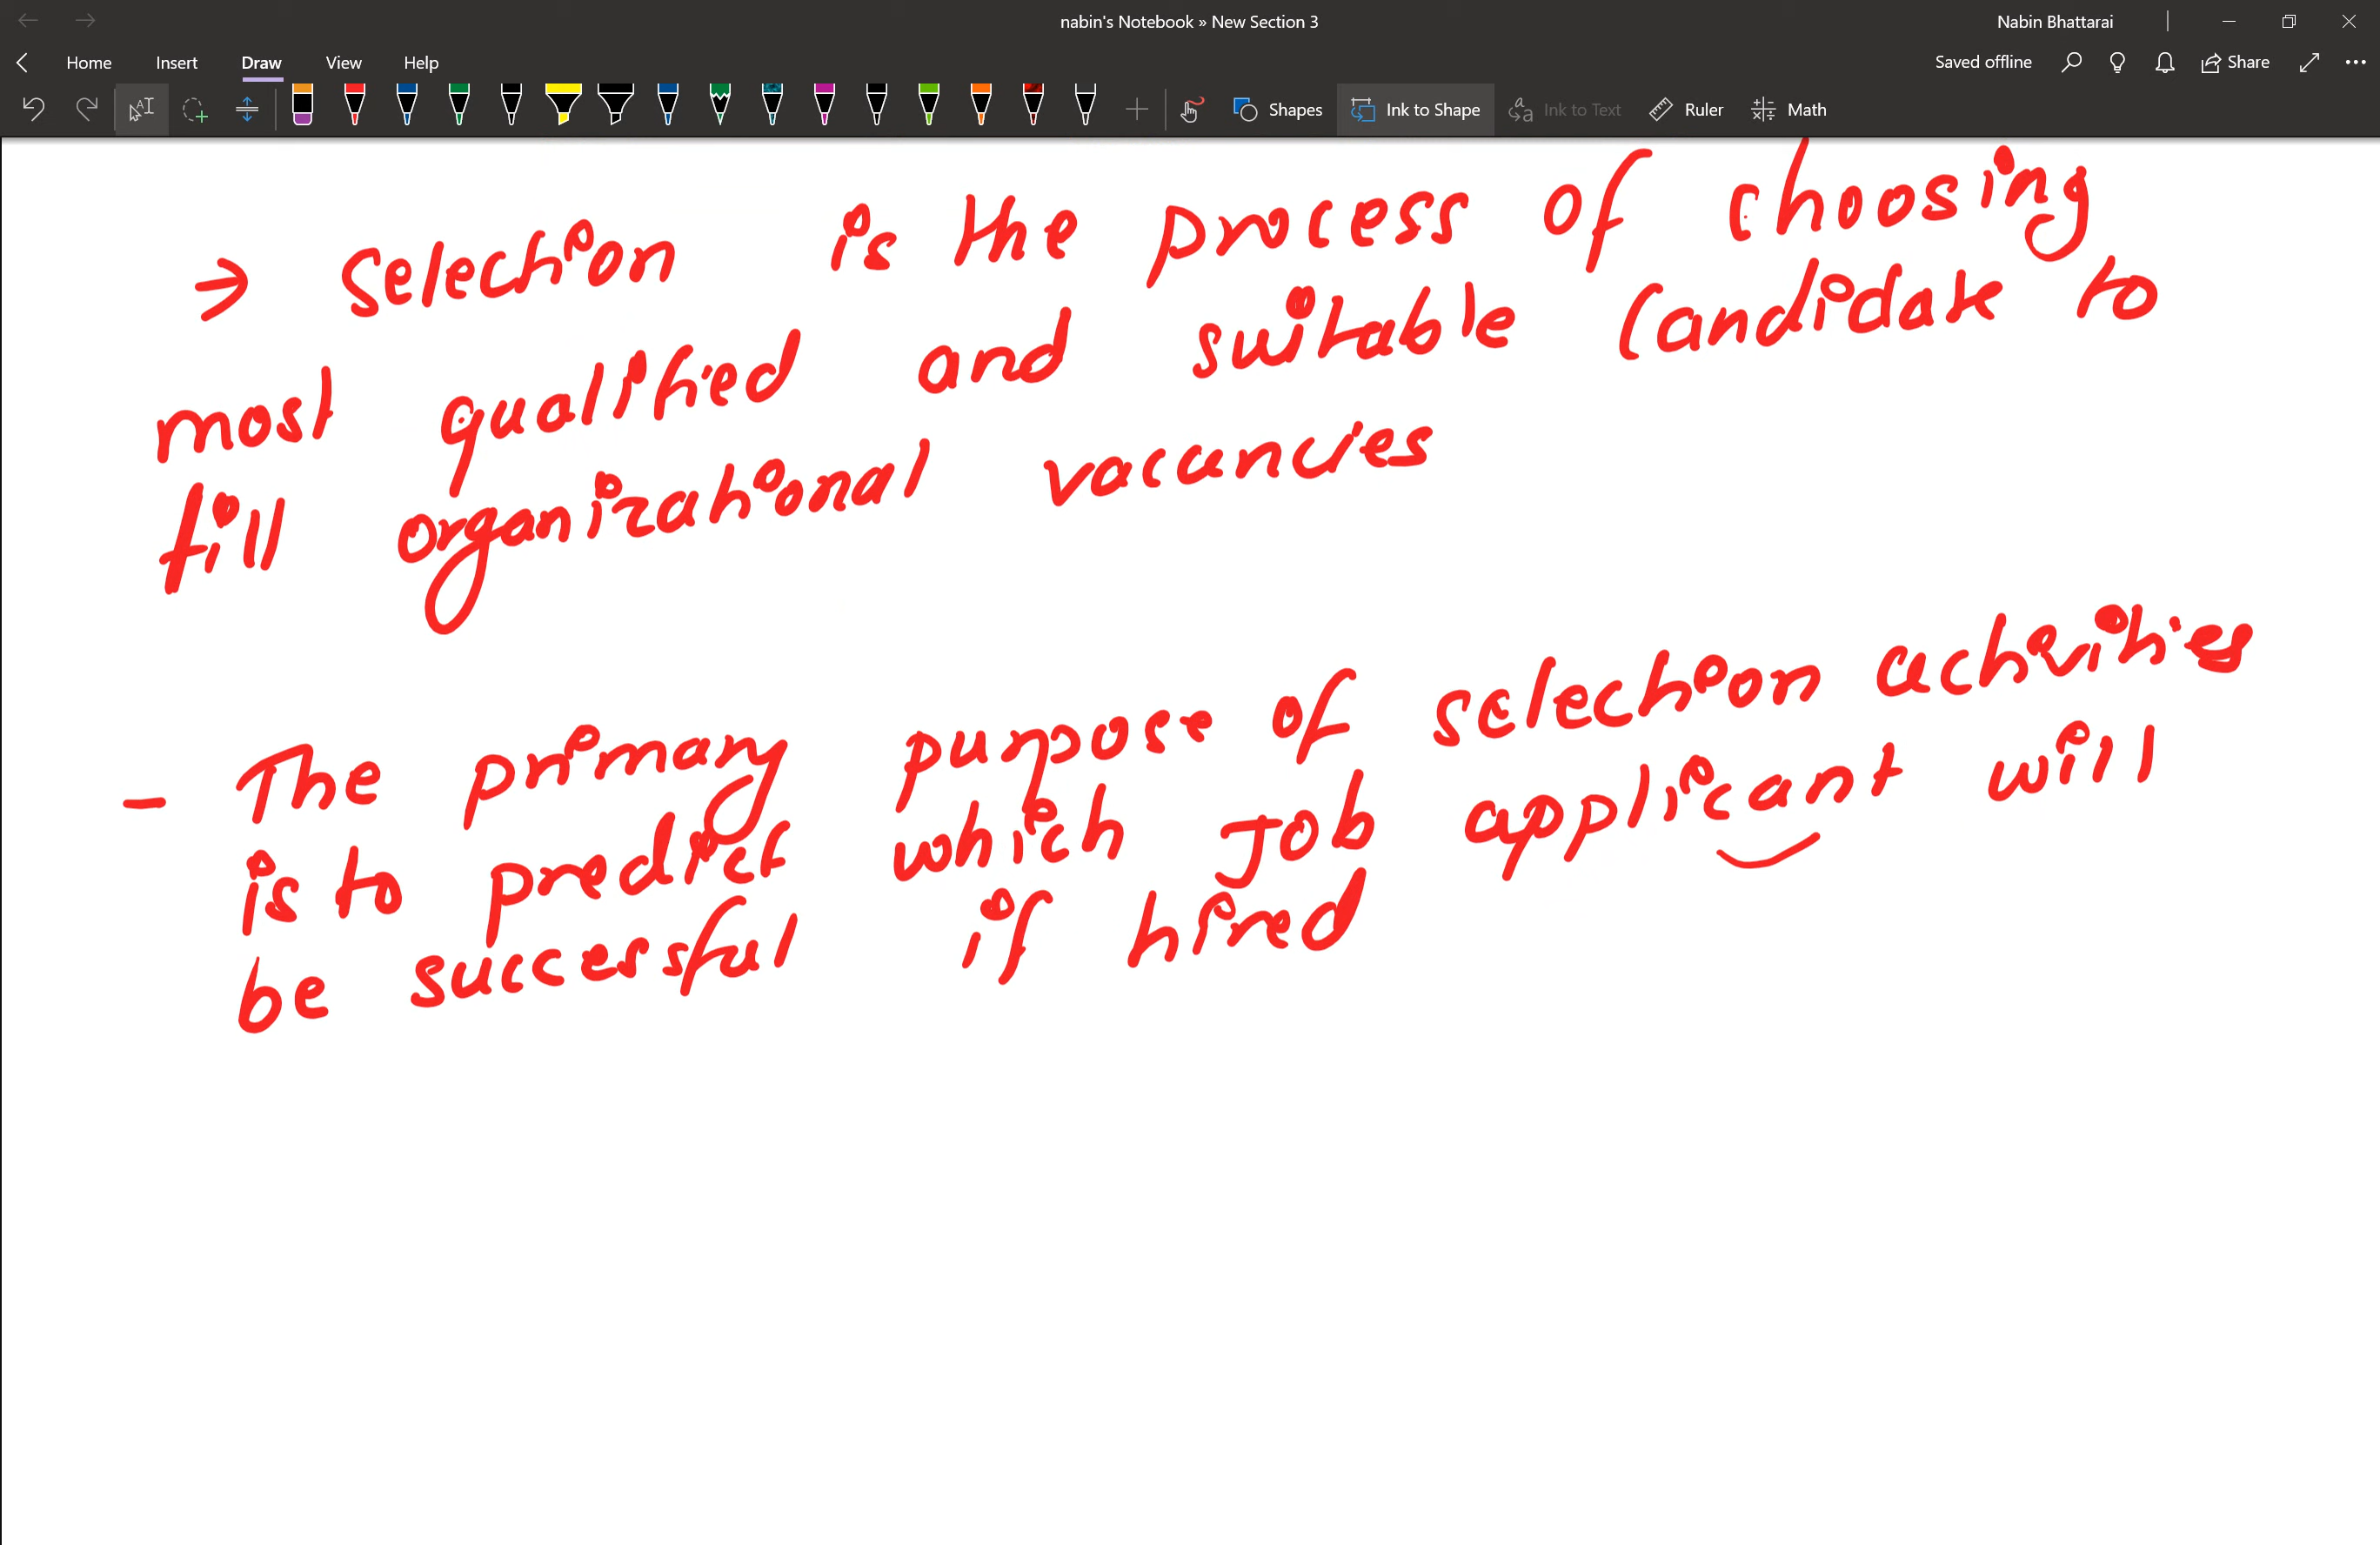 nabin's Notebook » New Section 3
Nabin Bhattarai
Home Insert Draw View Help
Saved offline
Share
Shapes Ink to Shape Ink to Text Ruler Math
→ Selection is the process of choosing
most qualified and suitable candidate to
fill organizational vacancies
– The primary purpose of selection activities
is to predict which Job applicant will
be successful if hired